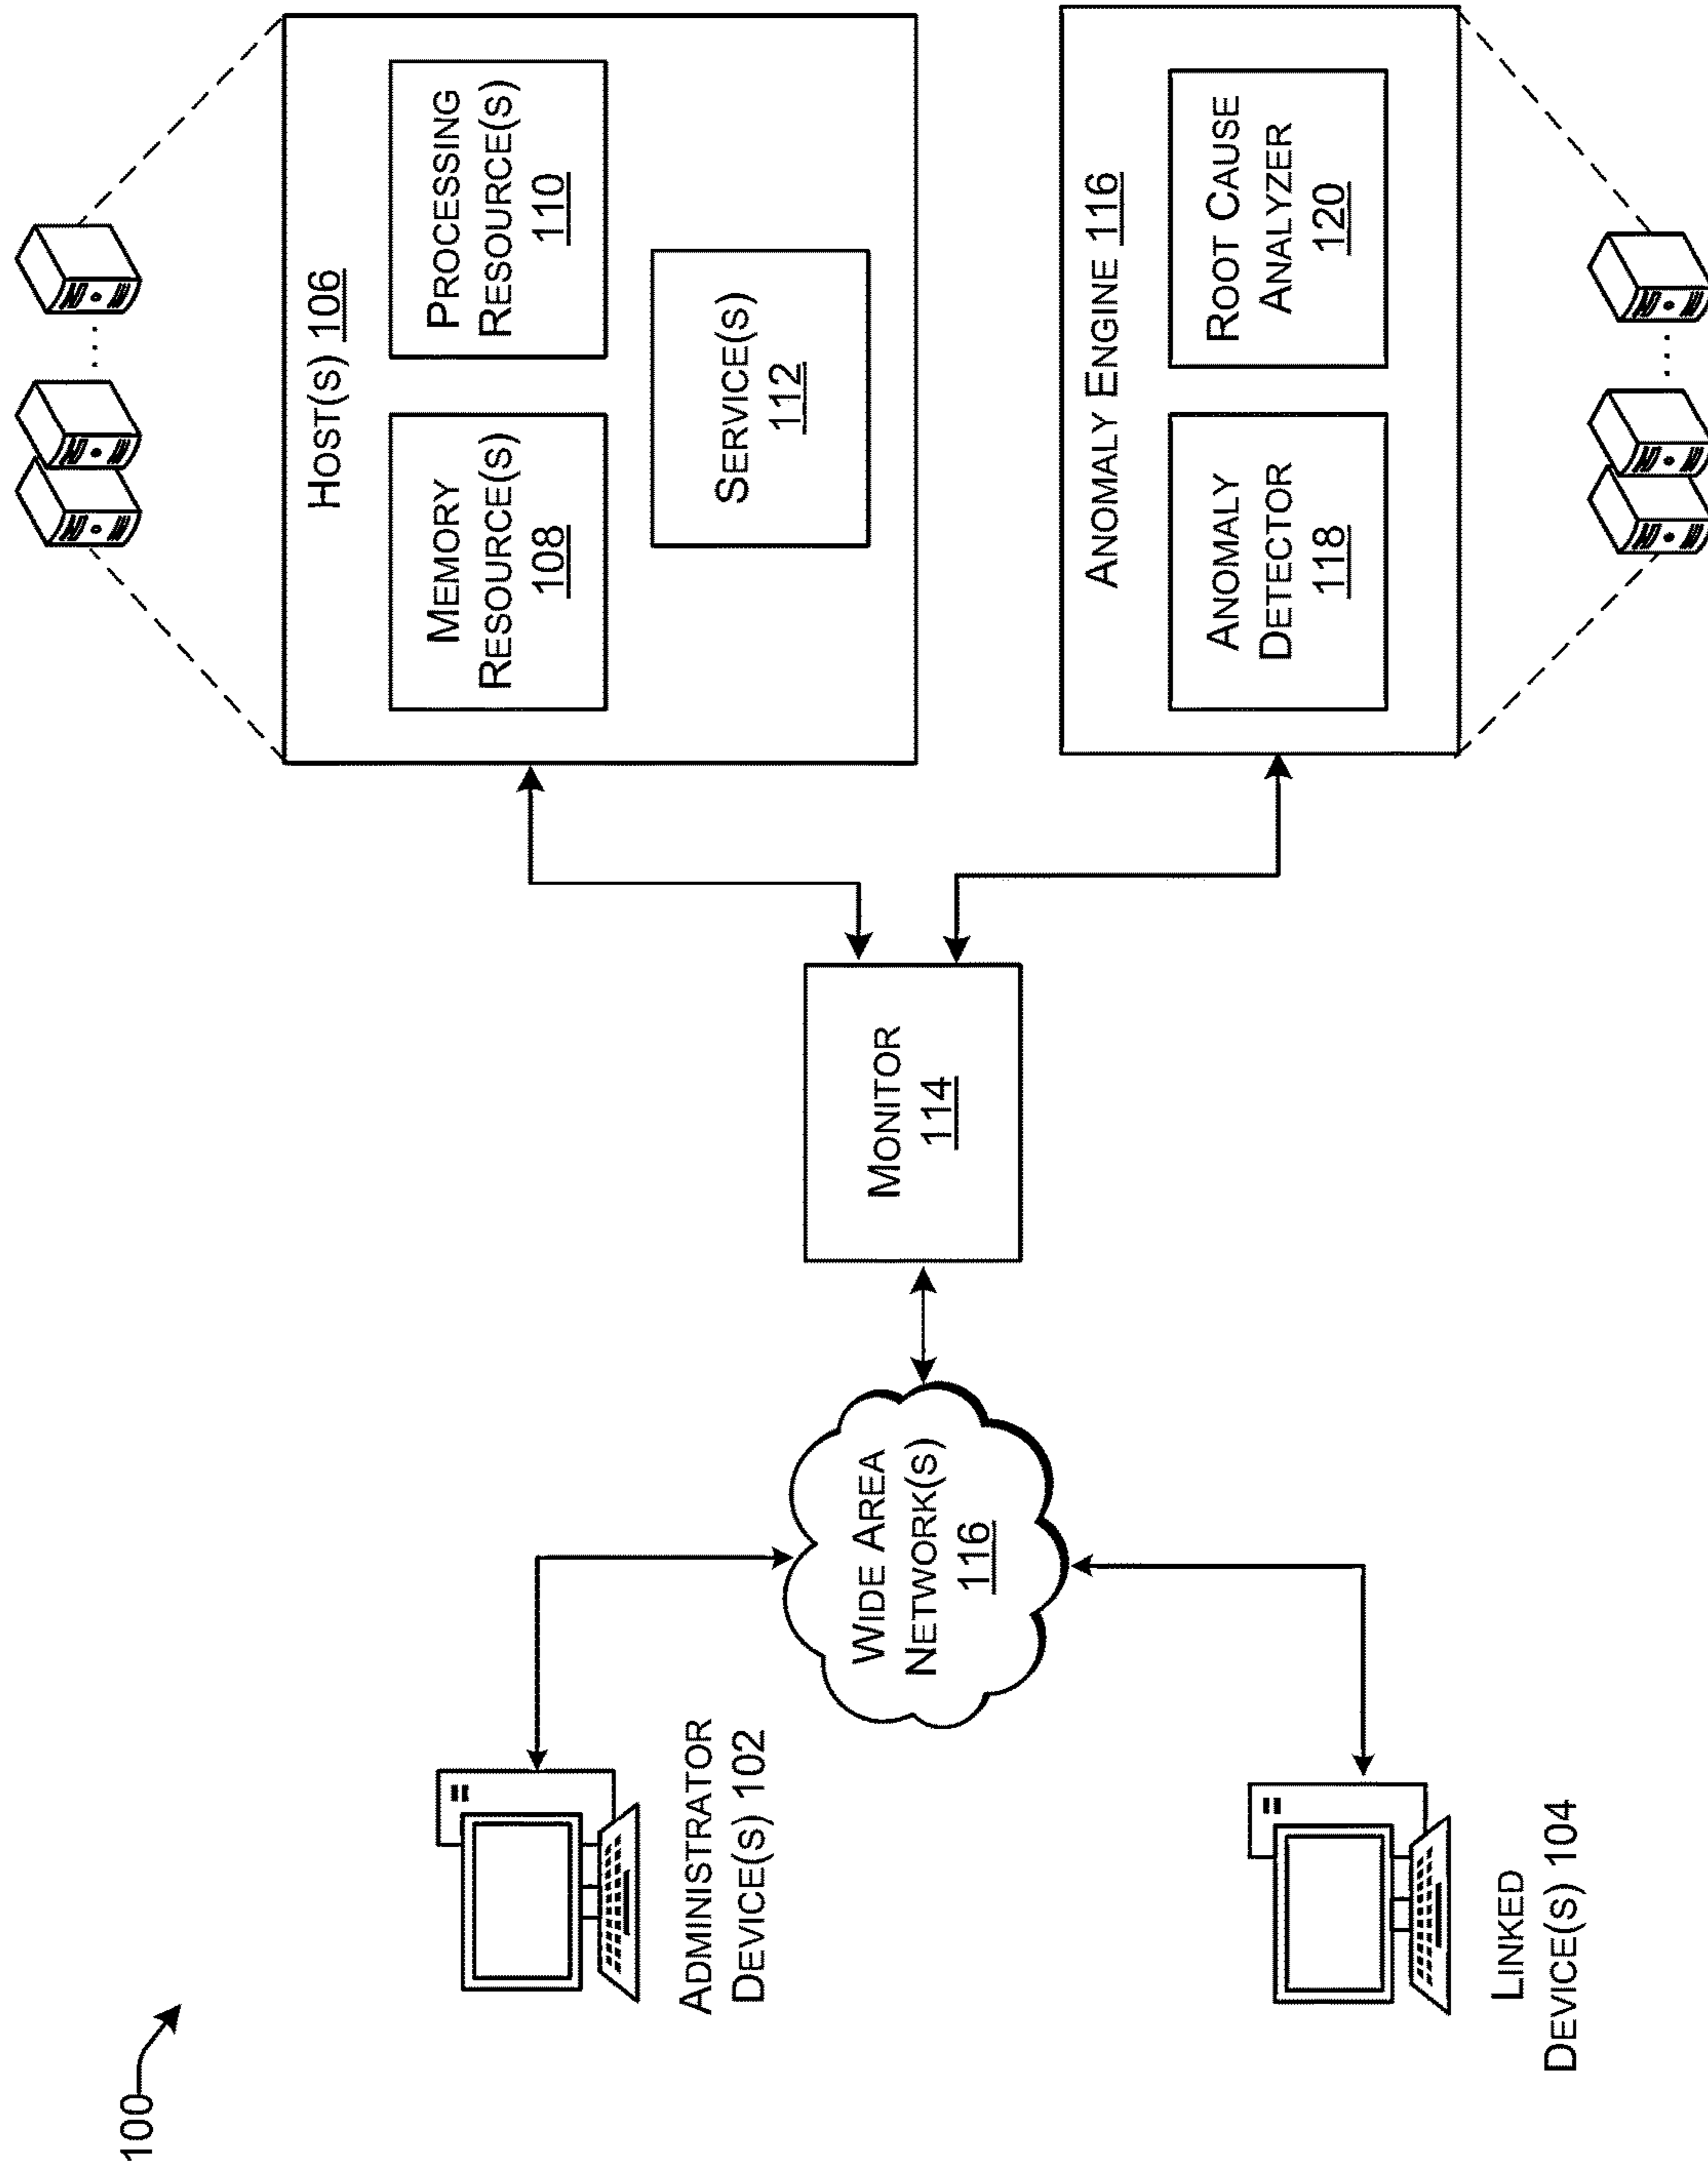 100
ADMINISTRATOR
DEVICE(S) 102
LINKED
DEVICE(S) 104
WIDE AREA
NETWORK(S)
116
MONITOR
114
HOST(S) 106
MEMORY
RESOURCE(S)
108
PROCESSING
RESOURCE(S)
110
SERVICE(S)
112
ANOMALY ENGINE 116
ANOMALY
DETECTOR
118
ROOT CAUSE
ANALYZER
120